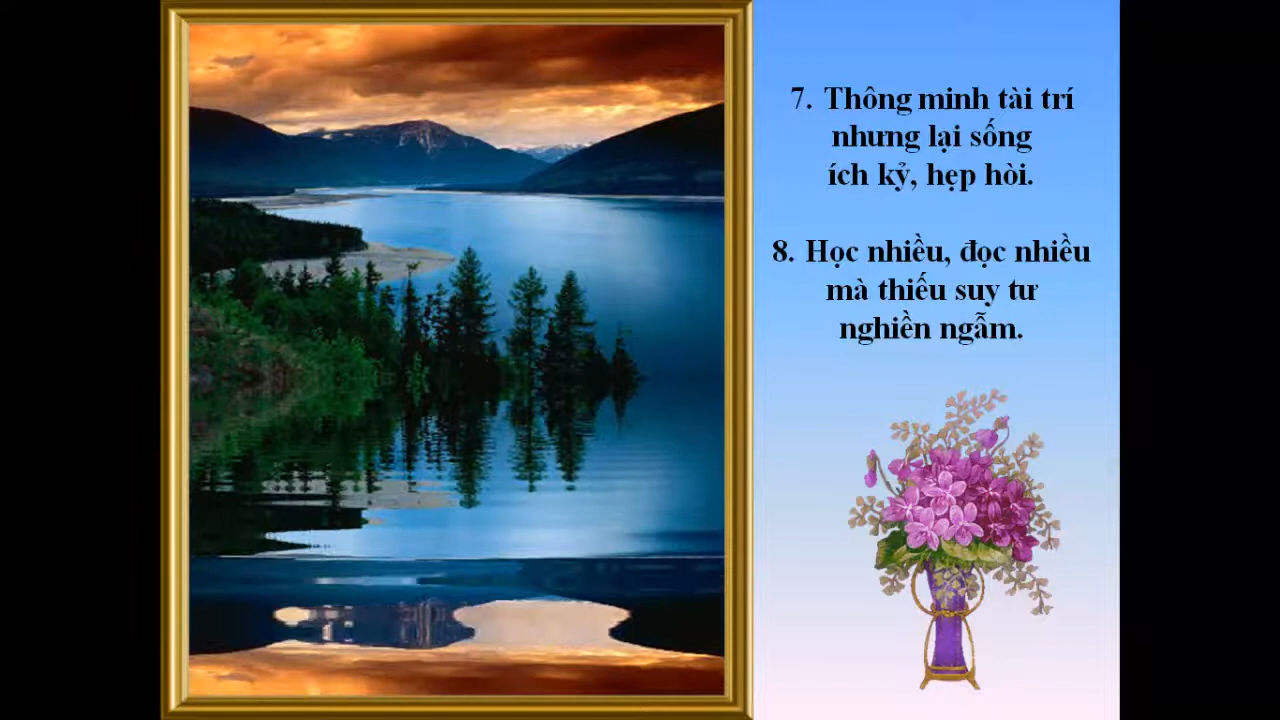 7. Thông minh tài trí
nhưng lại sống
ích kỷ, hẹp hòi.
8. Học nhiều, đọc nhiều
mà thiếu suy tư
nghiền ngẫm.